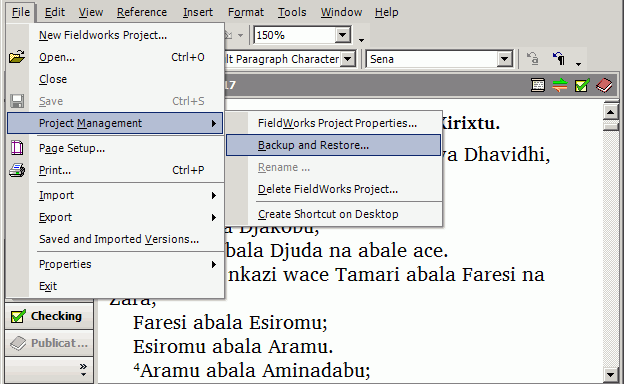 File Edit View Reference Insert Format Tools Window Help
150%
lt Paragraph Character Sena
17
New Fieldworks Project...
Open... Ctrl+O
Close
Save Ctrl+S
Project Management
Page Setup...
Print... Ctrl+P
Import
Export
Saved and Imported Versions...
Properties
Exit
FieldWorks Project Properties...
Backup and Restore...
Rename ...
Delete FieldWorks Project...
Create Shortcut on Desktop
Kirixtu.
va Dhavidhi,
Djakobu,
bala Djuda na abale ace.
nkazi wace Tamari abala Faresi na
Zara;
Faresi abala Esiromu;
Esiromu abala Aramu.
4Aramu abala Aminadabu;
Checking
Publicat...
»